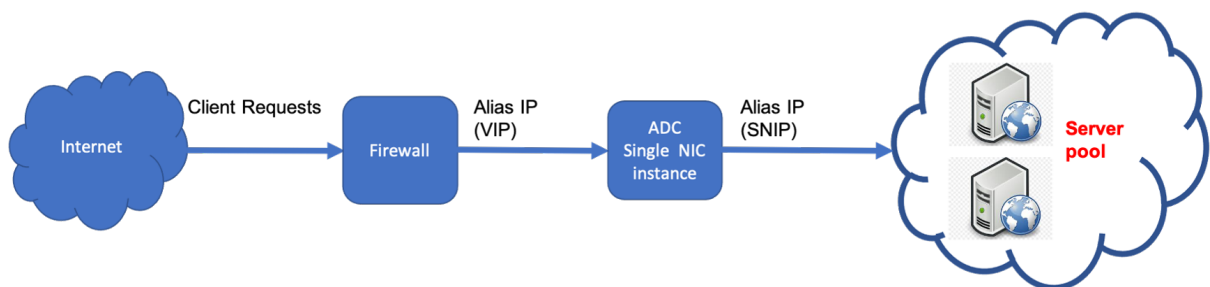 Internet
Client Requests
Firewall
Alias IP
(VIP)
ADC
Single NIC
instance
Alias IP
(SNIP)
Server
pool